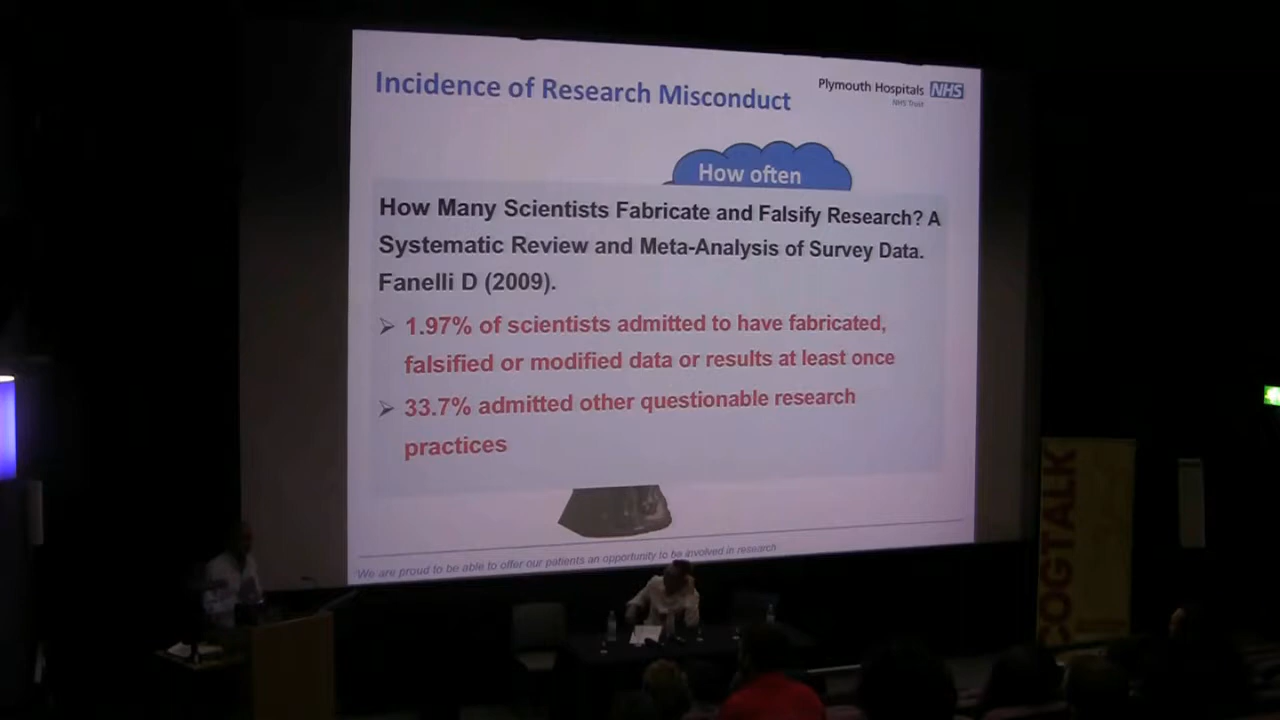 Incidence of Research Misconduct
Plymouth Hospitals NHS
NHS Trust
How often
How Many Scientists Fabricate and Falsify Research? A
Systematic Review and Meta-Analysis of Survey Data.
Fanelli D (2009).
1.97% of scientists admitted to have fabricated,
falsified or modified data or results at least once
33.7% admitted other questionable research
practices
We are proud to be able to offer our patients an opportunity to be involved in research
COGTALK